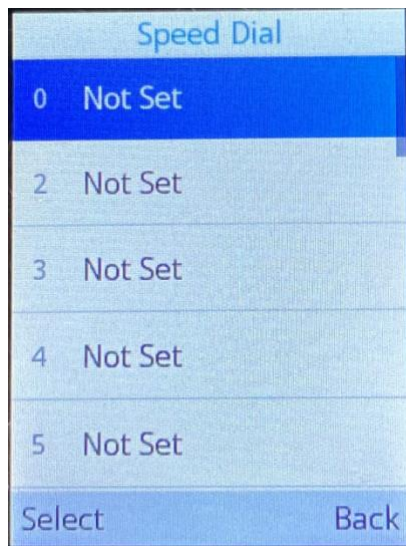 Speed Dial
0 Not Set
2 Not Set
3 Not Set
4 Not Set
5 Not Set
Select Back